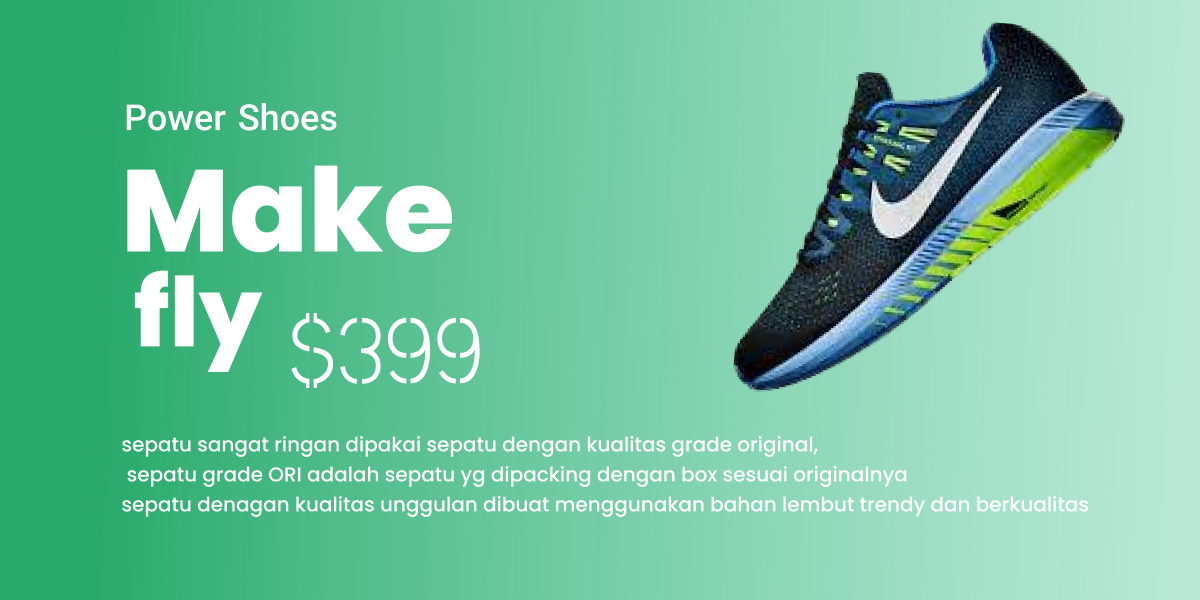 Power Shoes
Make
fly
$399
sepatu sangat ringan dipakai sepatu dengan kualitas grade original,
sepatu grade ORI adalah sepatu yg dipacking dengan box sesuai originalnya
sepatu denagan kualitas unggulan dibuat menggunakan bahan lembut trendy dan berkualitas